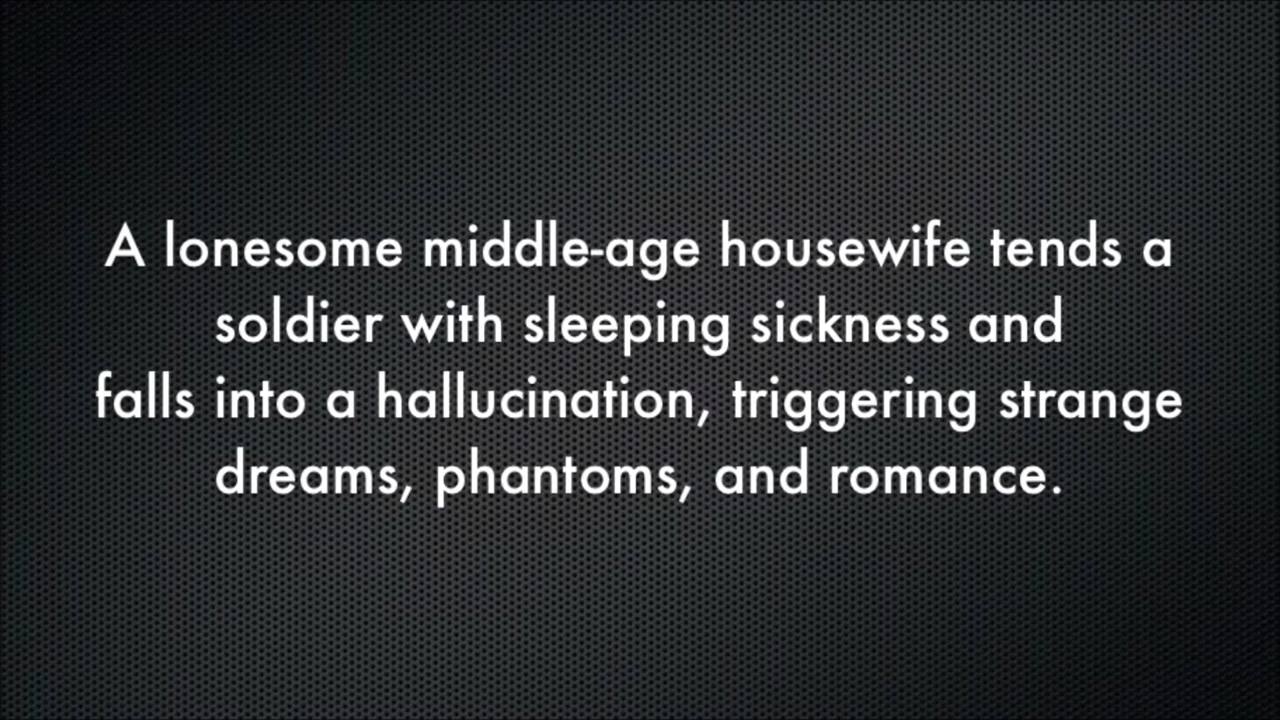 A lonesome middle-age housewife tends a
soldier with sleeping sickness and
falls into a hallucination, triggering strange
dreams, phantoms, and romance.